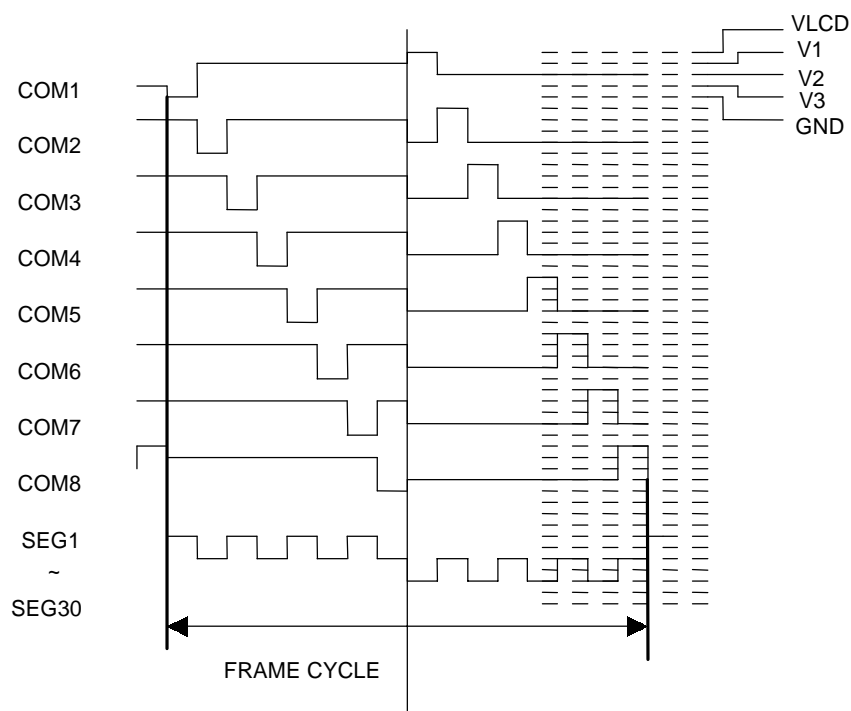 VLCD
V1
V2
V3
GND
COM1
COM2
COM3
COM4
COM5
COM6
COM7
COM8
SEG1
~
SEG30
FRAME CYCLE